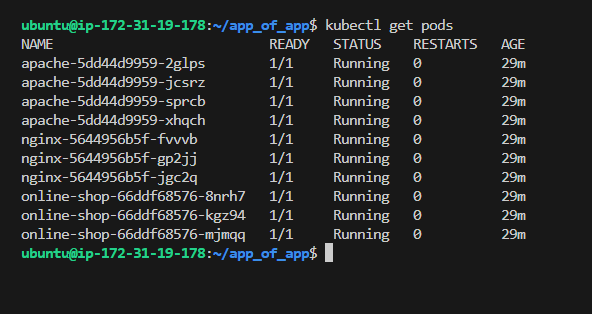 ubuntu@ip-172-31-19-178:~/app_of_app$ kubectl get pods
NAME READY STATUS RESTARTS AGE
apache-5dd44d9959-2glps 1/1 Running 0 29m
apache-5dd44d9959-jcsrz 1/1 Running 0 29m
apache-5dd44d9959-sprcb 1/1 Running 0 29m
apache-5dd44d9959-xhqch 1/1 Running 0 29m
nginx-5644956b5f-fvvvb 1/1 Running 0 29m
nginx-5644956b5f-gp2jj 1/1 Running 0 29m
nginx-5644956b5f-jgc2q 1/1 Running 0 29m
online-shop-66ddf68576-8nrh7 1/1 Running 0 29m
online-shop-66ddf68576-kgz94 1/1 Running 0 29m
online-shop-66ddf68576-mjmqq 1/1 Running 0 29m
ubuntu@ip-172-31-19-178:~/app_of_app$